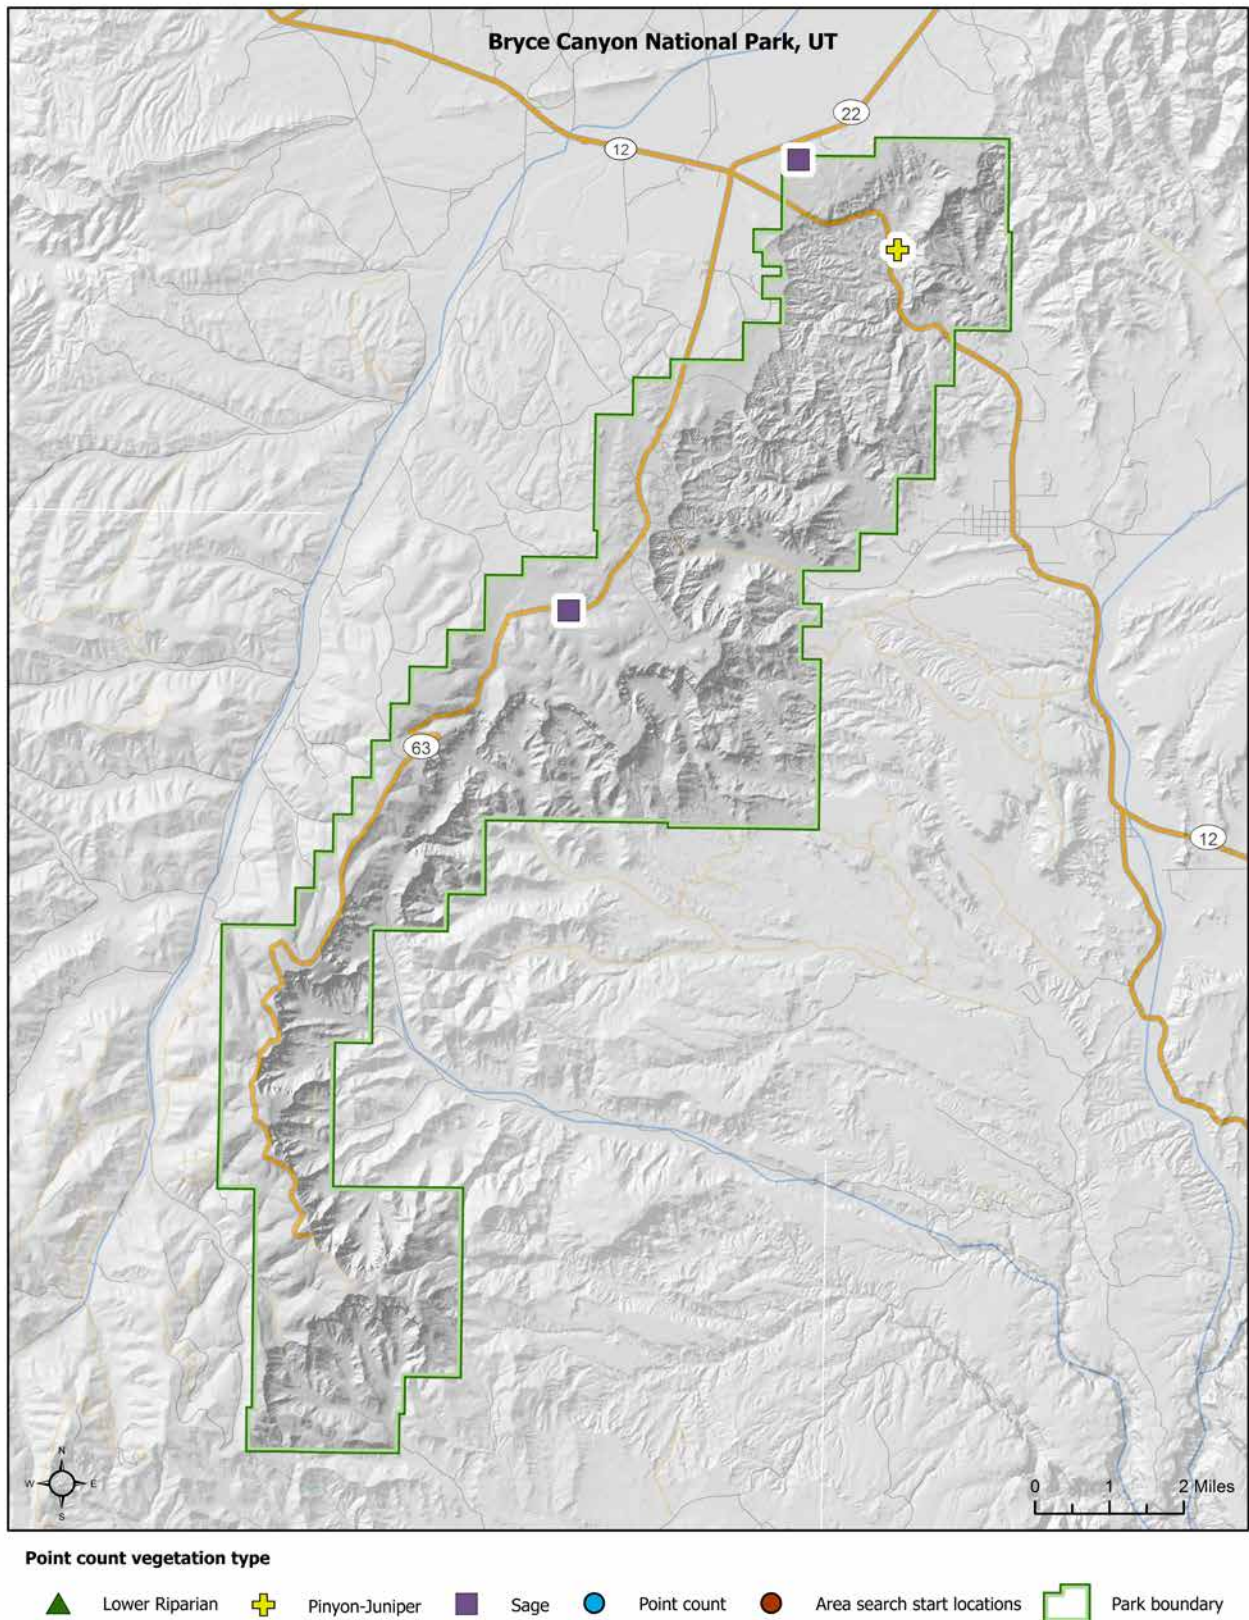 Bryce Canyon National Park, UT
22
12
63
12
N
W E
S
0 1 2 Miles
Point count vegetation type
Lower Riparian Pinyon-Juniper Sage Point count Area search start locations Park boundary